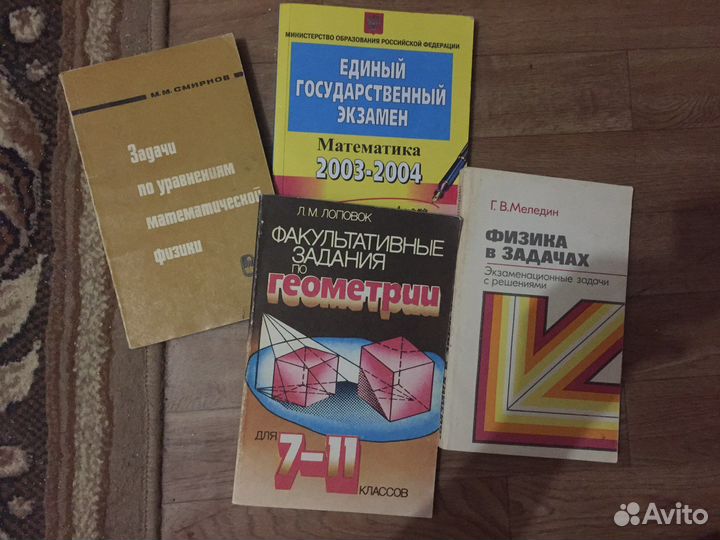 М.М. СМИРНОВ
Задачи
по уравнениям
математической
физики
МИНИСТЕРСТВО ОБРАЗОВАНИЯ РОССИЙСКОЙ ФЕДЕРАЦИИ
ЕДИНЫЙ
ГОСУДАРСТВЕННЫЙ
ЭКЗАМЕН
Математика
2003-2004
Л. М. ЛОПОВОК
ФАКУЛЬТАТИВНЫЕ
ЗАДАНИЯ
ПО
ГЕОМЕТРИИ
ДЛЯ
7–11
КЛАССОВ
Г. В. Меледин
ФИЗИКА
В ЗАДАЧАХ
Экзаменационные задачи
с решениями
Avito